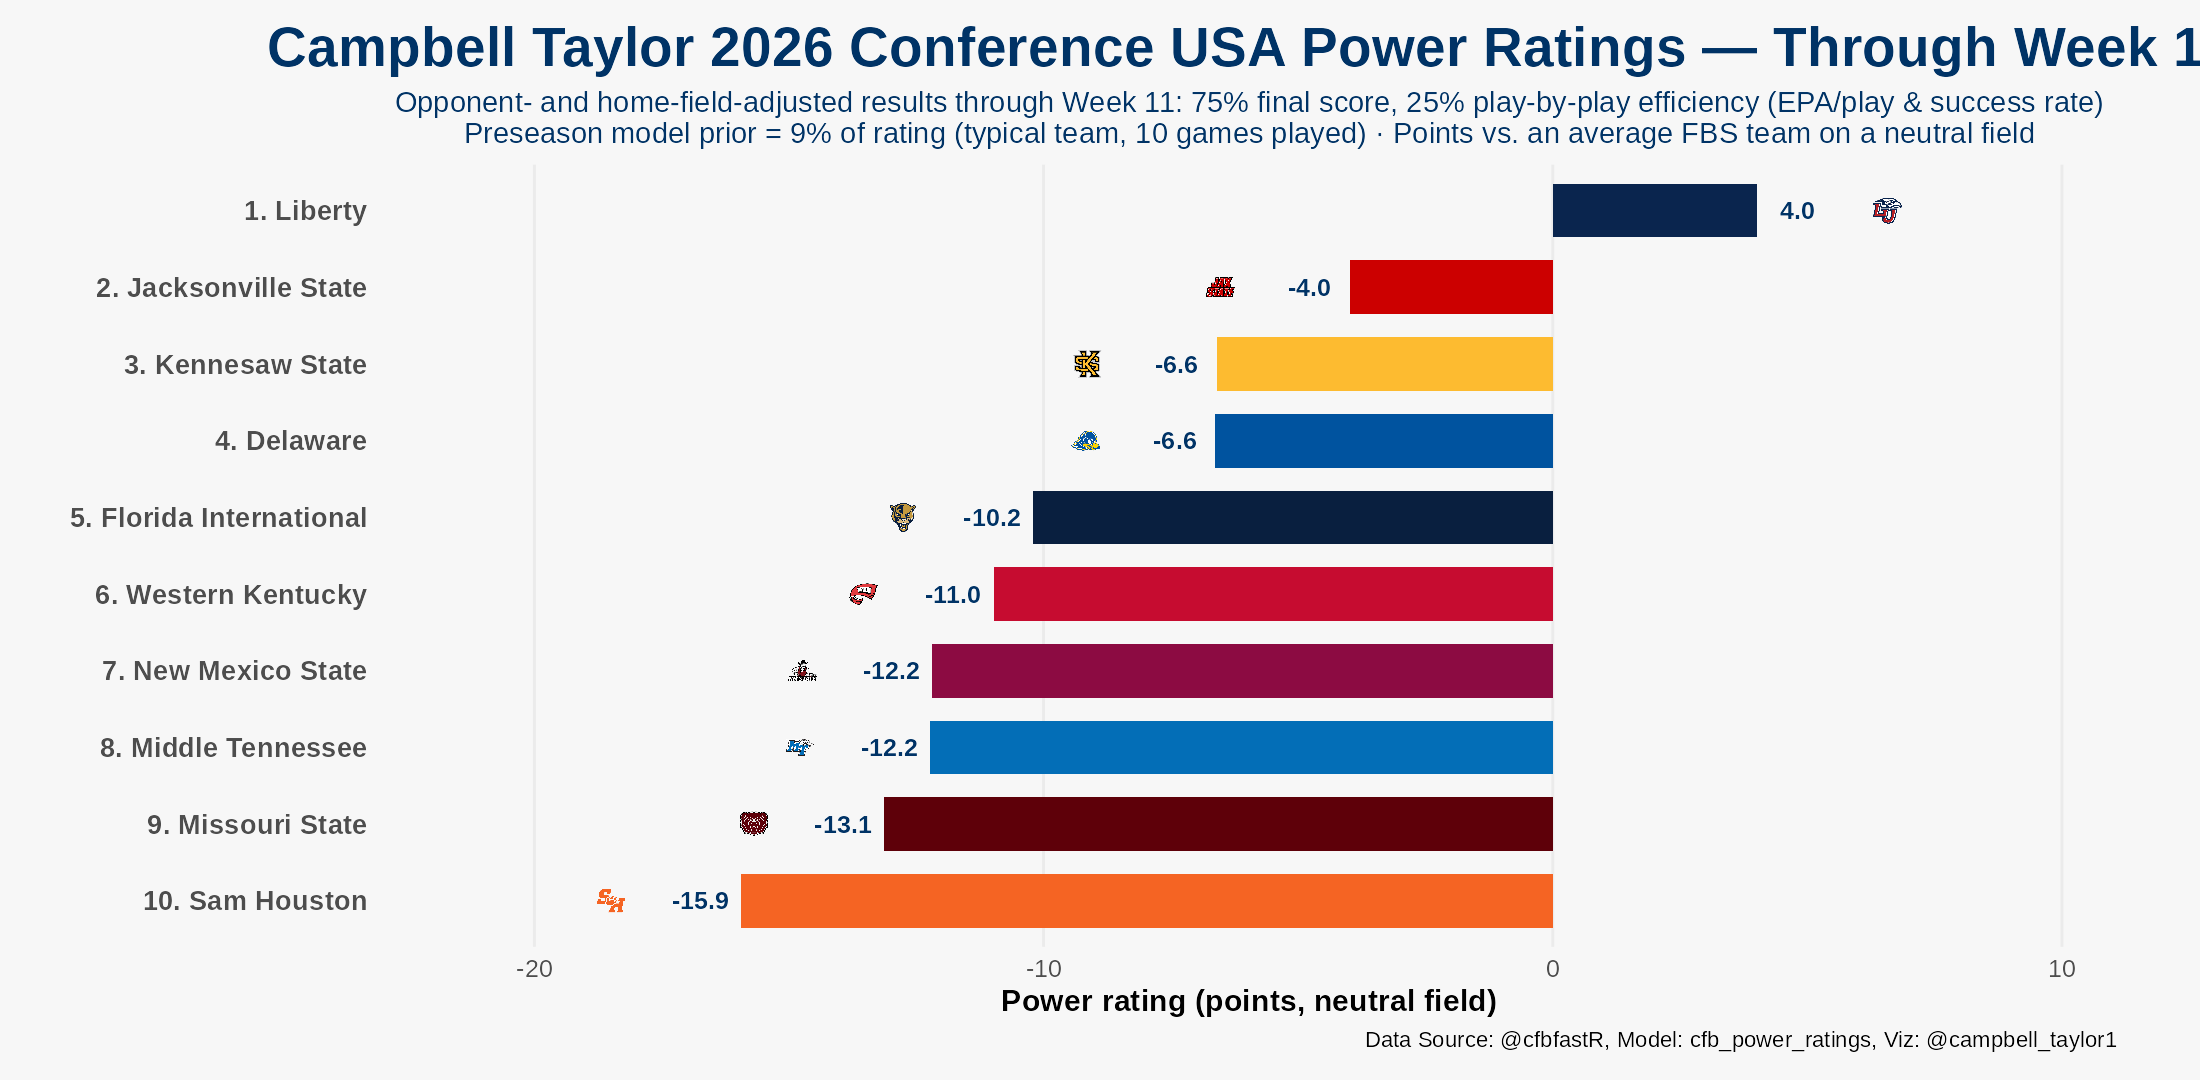 Campbell Taylor 2026 Conference USA Power Ratings — Through Week 1
Opponent- and home-field-adjusted results through Week 11: 75% final score, 25% play-by-play efficiency (EPA/play & success rate)
Preseason model prior = 9% of rating (typical team, 10 games played) · Points vs. an average FBS team on a neutral field
1. Liberty 4.0
2. Jacksonville State -4.0
3. Kennesaw State -6.6
4. Delaware -6.6
5. Florida International -10.2
6. Western Kentucky -11.0
7. New Mexico State -12.2
8. Middle Tennessee -12.2
9. Missouri State -13.1
10. Sam Houston -15.9
-20 -10 0 10
Power rating (points, neutral field)
Data Source: @cfbfastR, Model: cfb_power_ratings, Viz: @campbell_taylor1